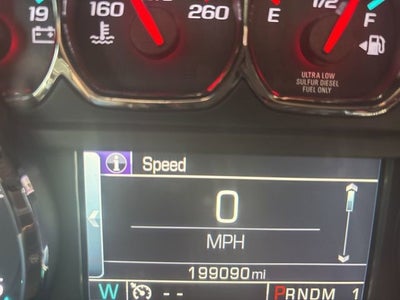 19
160 260
E 1/2 F
ULTRA LOW
SULFUR DIESEL
FUEL ONLY
i Speed
0
MPH
199090 mi
W -- PRNDM 1